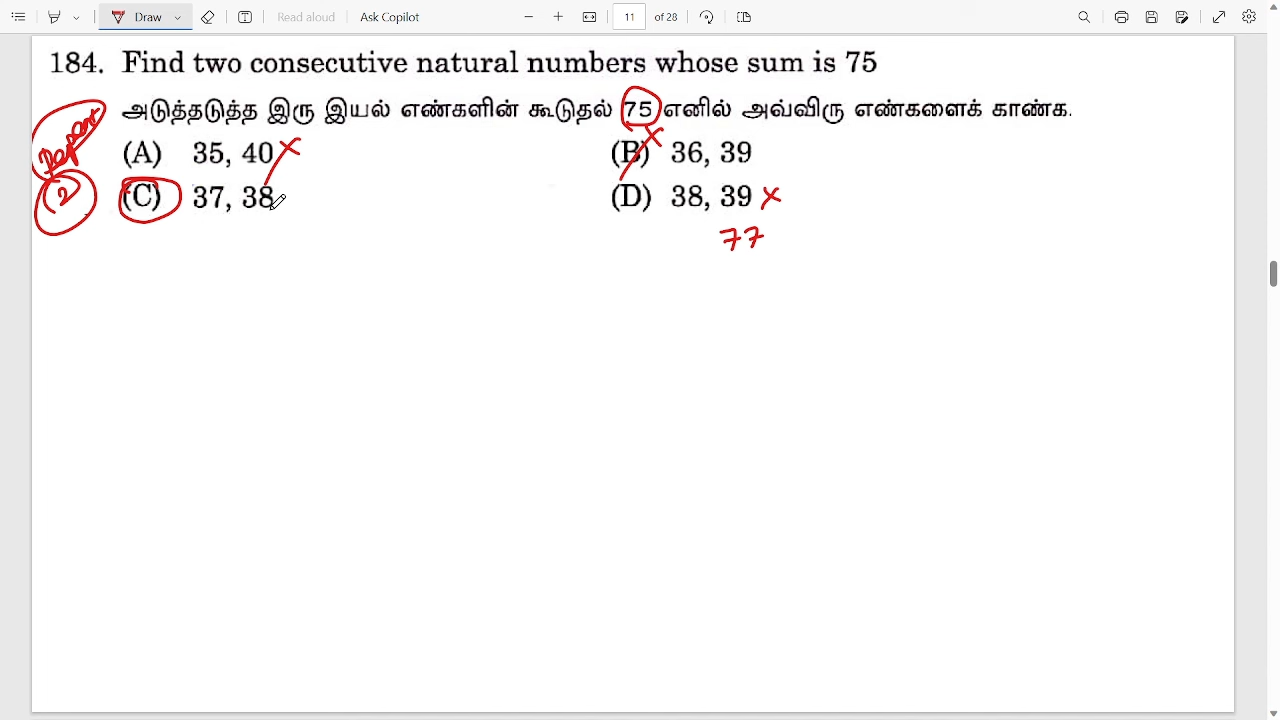 Draw
Read aloud
Ask Copilot
11 of 28
184. Find two consecutive natural numbers whose sum is 75
அடுத்தடுத்த இரு இயல் எண்களின் கூடுதல் 75 எனில் அவ்விரு எண்களைக் காண்க.
(A) 35, 40 (B) 36, 39
(C) 37, 38 (D) 38, 39
2
77